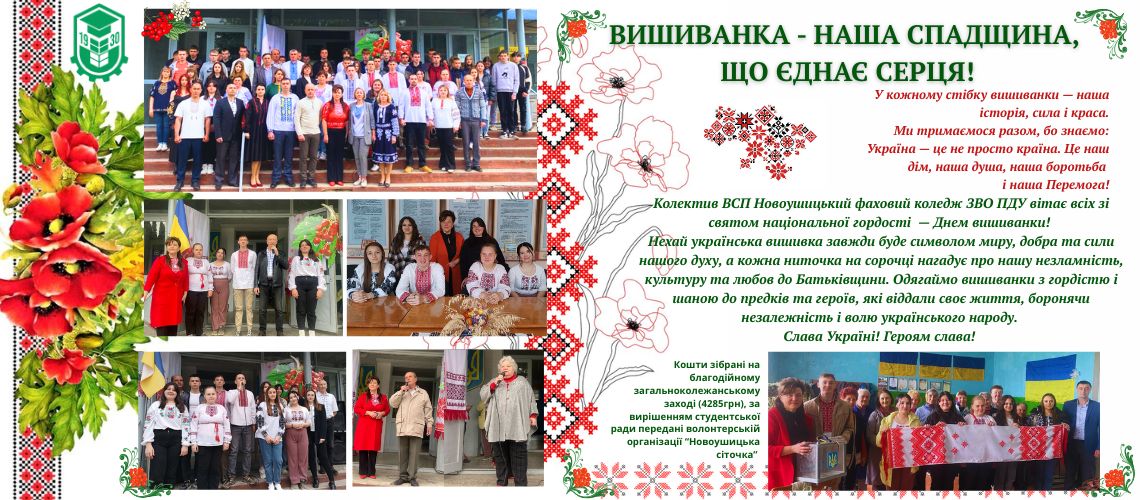 1930
ВИШИВАНКА - НАША СПАДЩИНА,
ЩО ЄДНАЄ СЕРЦЯ!
У кожному стібку вишиванки — наша
історія, сила і краса.
Ми тримаємося разом, бо знаємо:
Україна — це не просто країна. Це наш
дім, наша душа, наша боротьба
і наша Перемога!
Колектив ВСП Новоушицький фаховий коледж ЗВО ПДУ вітає всіх зі
святом національної гордості — Днем вишиванки!
Нехай українська вишивка завжди буде символом миру, добра та сили
нашого духу, а кожна ниточка на сорочці нагадує про нашу незламність,
культуру та любов до Батьківщини. Одягаймо вишиванки з гордістю і
шаною до предків та героїв, які віддали своє життя, боронячи
незалежність і волю українського народу.
Слава Україні! Героям слава!
Кошти зібрані на
благодійному
загальноколежанському
заході (4285грн), за
вирішенням студентської
ради передані волонтерській
організації “Новоушицька
сіточка”